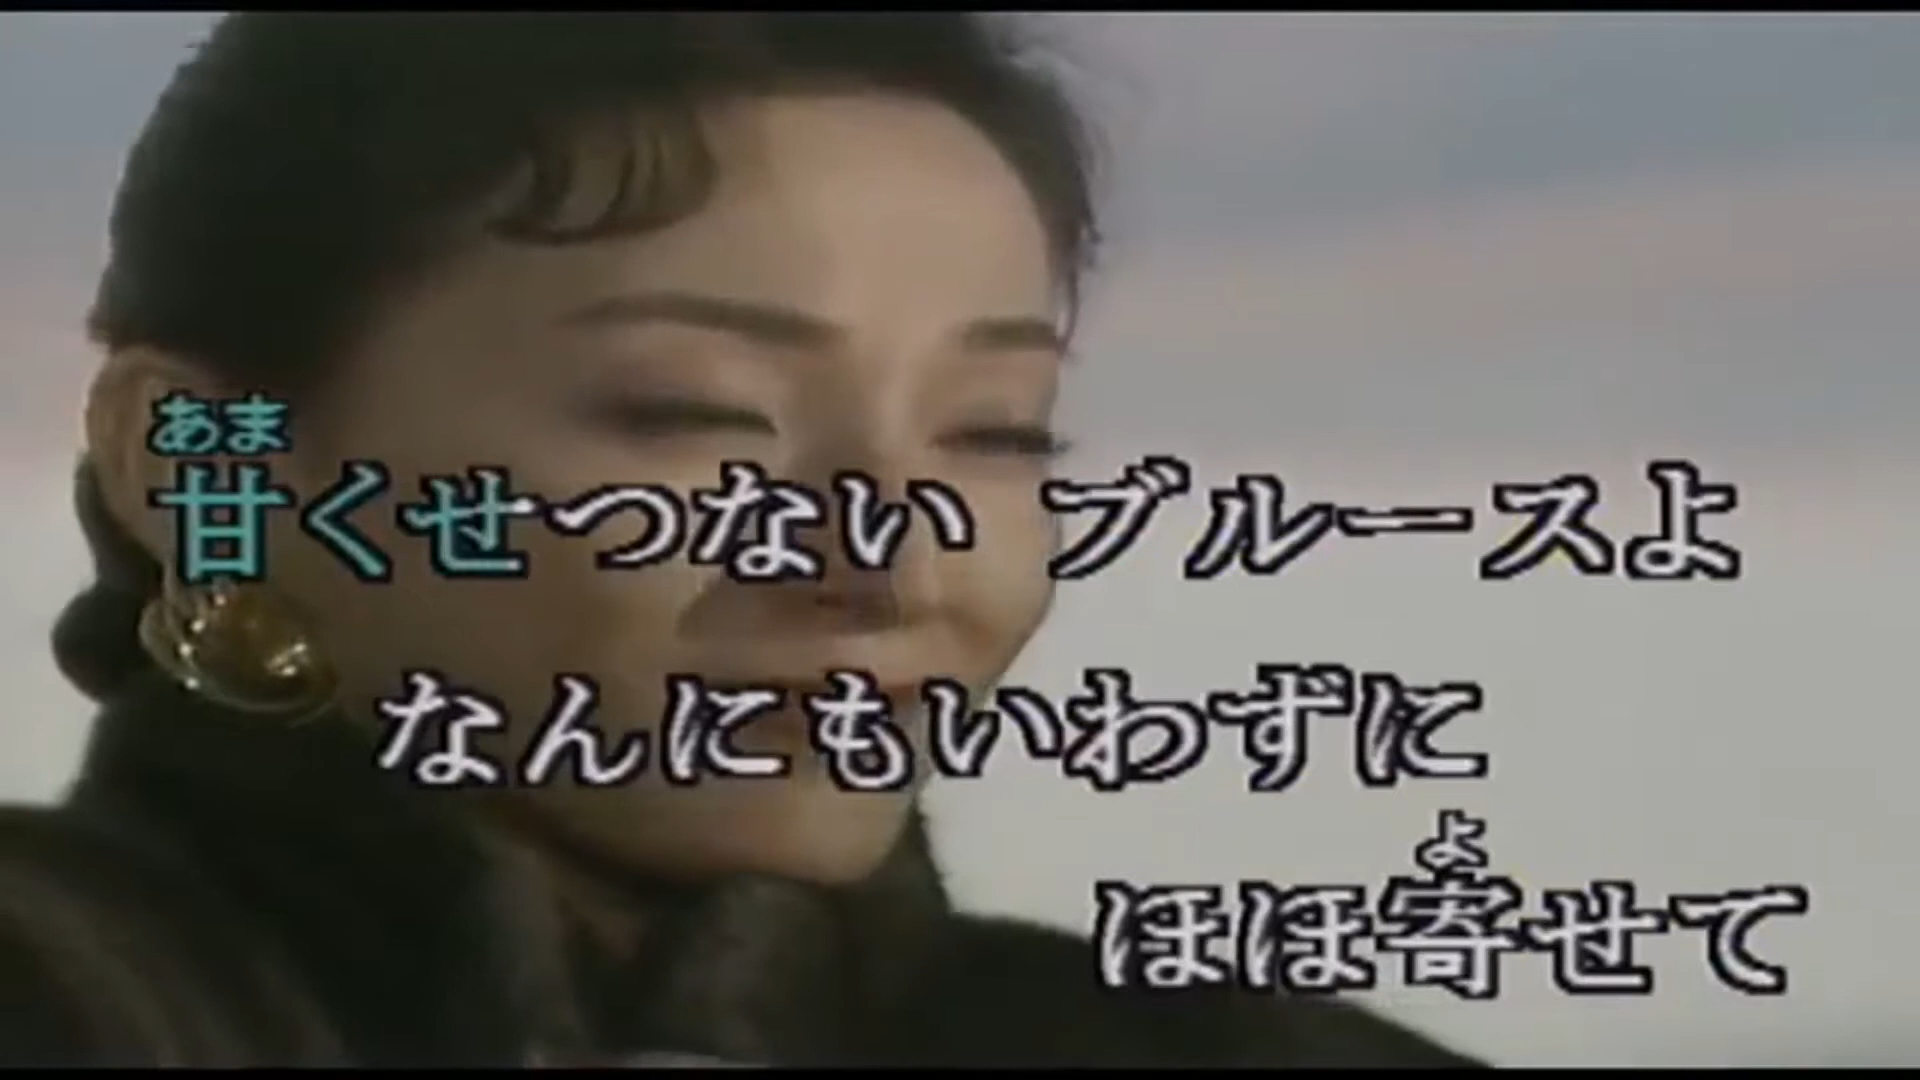 あま
甘くせつない ブルースよ
なんにもいわずに
よ
ほほ寄せて